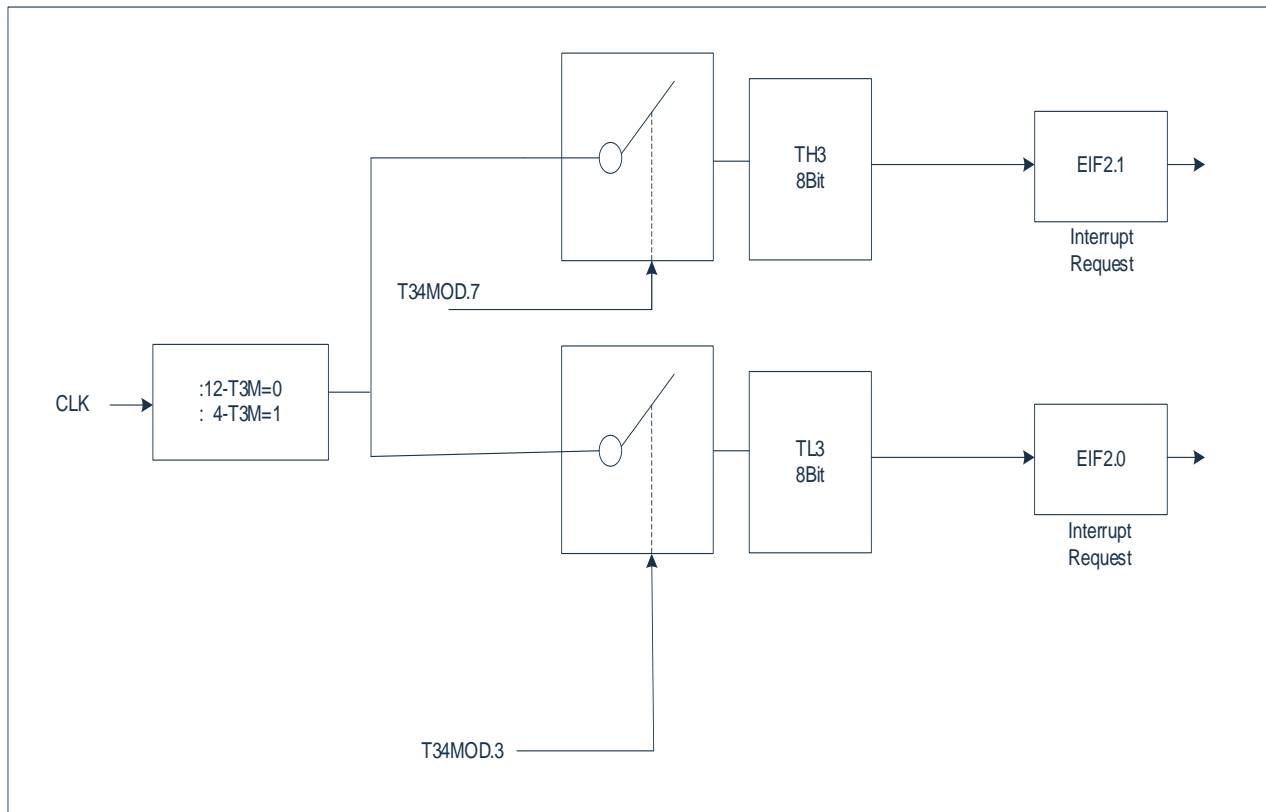 TH3
8Bit
EIF2.1
Interrupt
Request
T34MOD.7
CLK
:12-T3M=0
: 4-T3M=1
TL3
8Bit
EIF2.0
Interrupt
Request
T34MOD.3